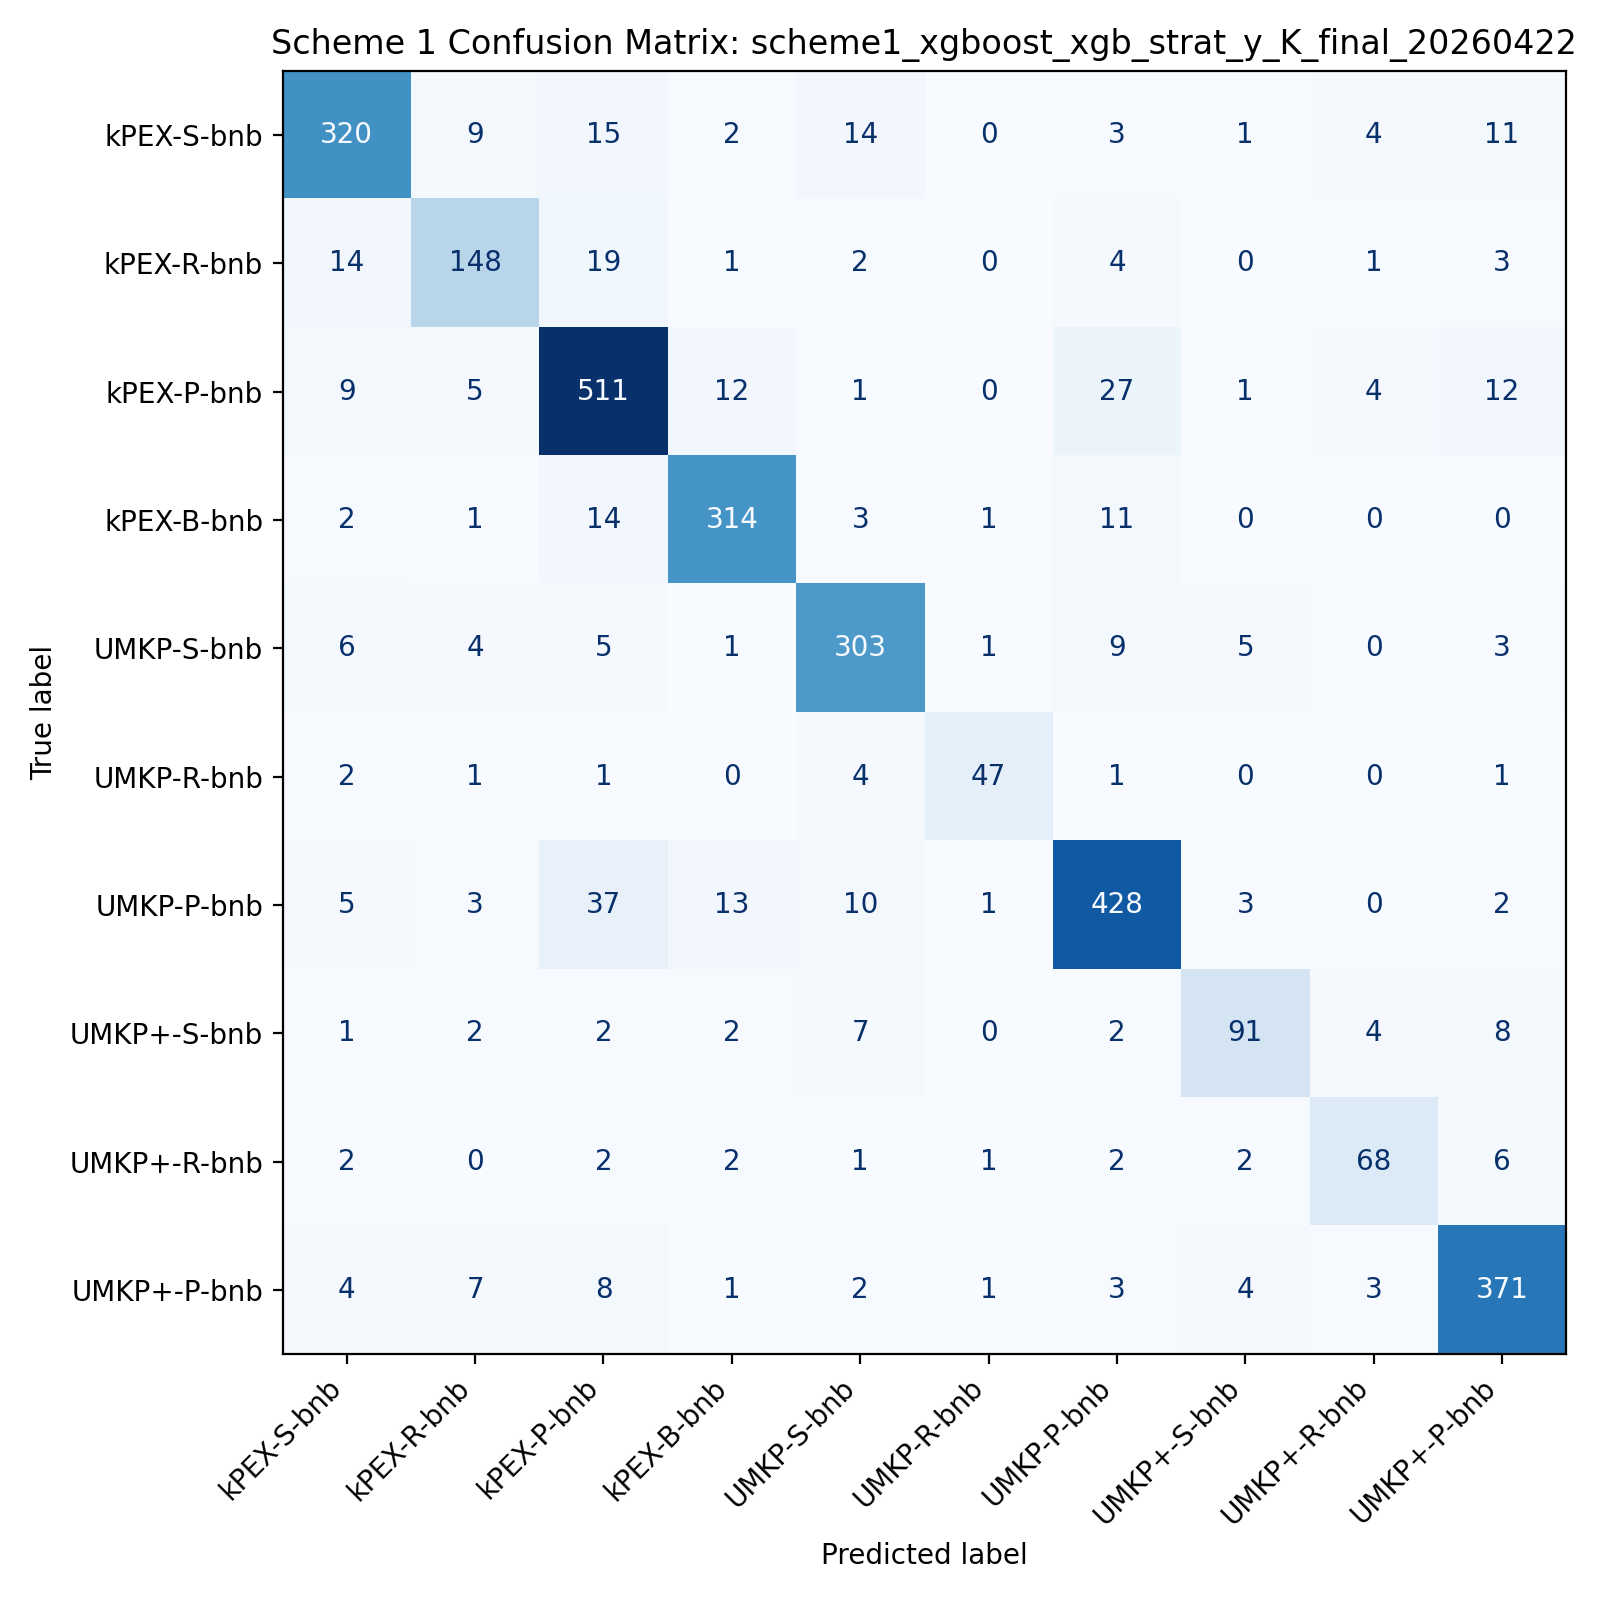 Scheme 1 Confusion Matrix: scheme1_xgboost_xgb_strat_y_K_final_20260422
True label
kPEX-S-bnb 320 9 15 2 14 0 3 1 4 11
kPEX-R-bnb 14 148 19 1 2 0 4 0 1 3
kPEX-P-bnb 9 5 511 12 1 0 27 1 4 12
kPEX-B-bnb 2 1 14 314 3 1 11 0 0 0
UMKP-S-bnb 6 4 5 1 303 1 9 5 0 3
UMKP-R-bnb 2 1 1 0 4 47 1 0 0 1
UMKP-P-bnb 5 3 37 13 10 1 428 3 0 2
UMKP+-S-bnb 1 2 2 2 7 0 2 91 4 8
UMKP+-R-bnb 2 0 2 2 1 1 2 2 68 6
UMKP+-P-bnb 4 7 8 1 2 1 3 4 3 371
kPEX-S-bnb kPEX-R-bnb kPEX-P-bnb kPEX-B-bnb UMKP-S-bnb UMKP-R-bnb UMKP-P-bnb UMKP+-S-bnb UMKP+-R-bnb UMKP+-P-bnb
Predicted label